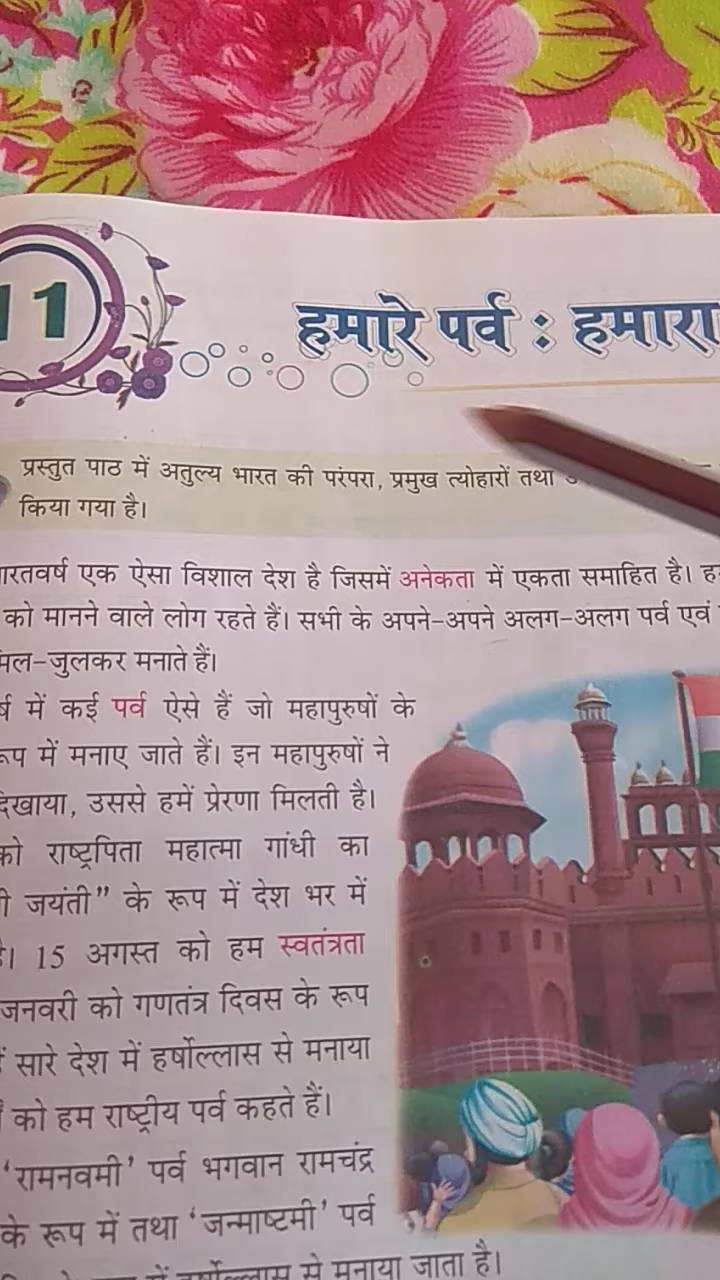 11
हमारे पर्व : हमारा
प्रस्तुत पाठ में अतुल्य भारत की परंपरा, प्रमुख त्योहारों तथा
किया गया है।
एक ऐसा विशाल देश है जिसमें अनेकता में एकता समाहित है।
को मानने वाले लोग रहते हैं। सभी के अपने-अपने अलग-अलग पर्व एवं
मनाते हैं।
में कई पर्व ऐसे हैं जो महापुरुषों के
में मनाए जाते हैं। इन महापुरुषों ने
उससे हमें प्रेरणा मिलती है।
को राष्ट्रपिता महात्मा गांधी का
जयंती” के रूप में देश भर में
15 अगस्त को हम स्वतंत्रता
जनवरी को गणतंत्र दिवस के रूप
सारे देश में हर्षोल्लास से मनाया
को हम राष्ट्रीय पर्व कहते हैं।
‘रामनवमी’ पर्व भगवान रामचंद्र
के रूप में तथा ‘जन्माष्टमी’ पर्व
में हर्षोल्लास से मनाया जाता है।